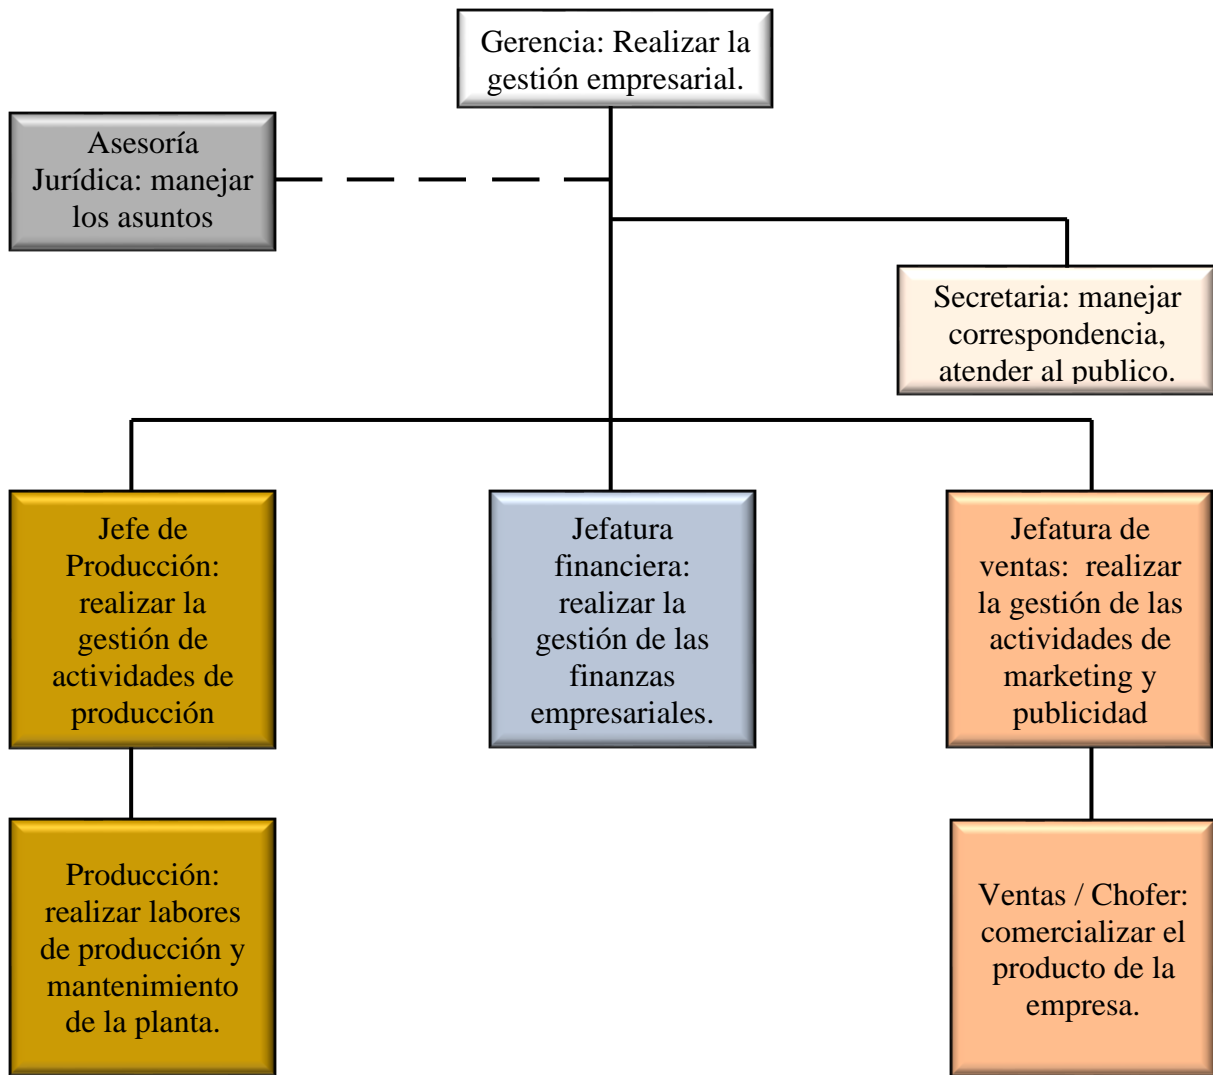 Gerencia: Realizar la
gestión empresarial.
Asesoría
Jurídica: manejar
los asuntos
Secretaria: manejar
correspondencia,
atender al publico.
Jefe de
Producción:
realizar la
gestión de
actividades de
producción
Jefatura
financiera:
realizar la
gestión de las
finanzas
empresariales.
Jefatura de
ventas:  realizar
la gestión de las
actividades de
marketing y
publicidad
Producción:
realizar labores
de producción y
mantenimiento
de la planta.
Ventas / Chofer:
comercializar el
producto de la
empresa.